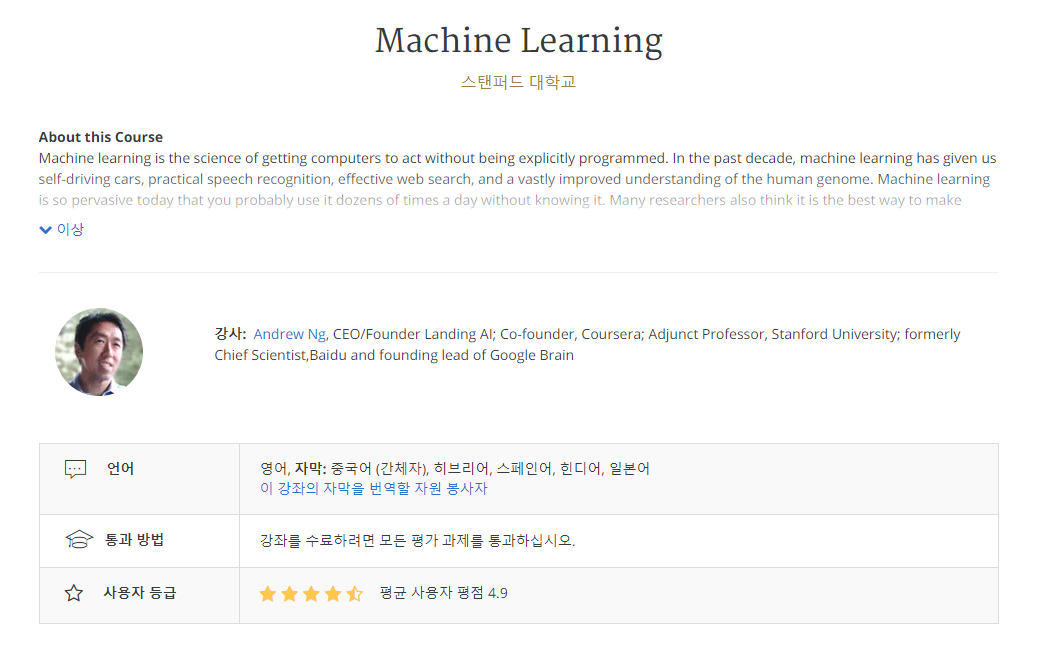 Machine Learning
스탠퍼드 대학교
About this Course
Machine learning is the science of getting computers to act without being explicitly programmed. In the past decade, machine learning has given us
self-driving cars, practical speech recognition, effective web search, and a vastly improved understanding of the human genome. Machine learning
is so pervasive today that you probably use it dozens of times a day without knowing it. Many researchers also think it is the best way to make
이상
강사: Andrew Ng, CEO/Founder Landing AI; Co-founder, Coursera; Adjunct Professor, Stanford University; formerly
Chief Scientist,Baidu and founding lead of Google Brain
언어
영어, 자막: 중국어 (간체자), 히브리어, 스페인어, 힌디어, 일본어
이 강좌의 자막을 번역할 자원 봉사자
통과 방법
강좌를 수료하려면 모든 평가 과제를 통과하십시오.
사용자 등급
평균 사용자 평점 4.9